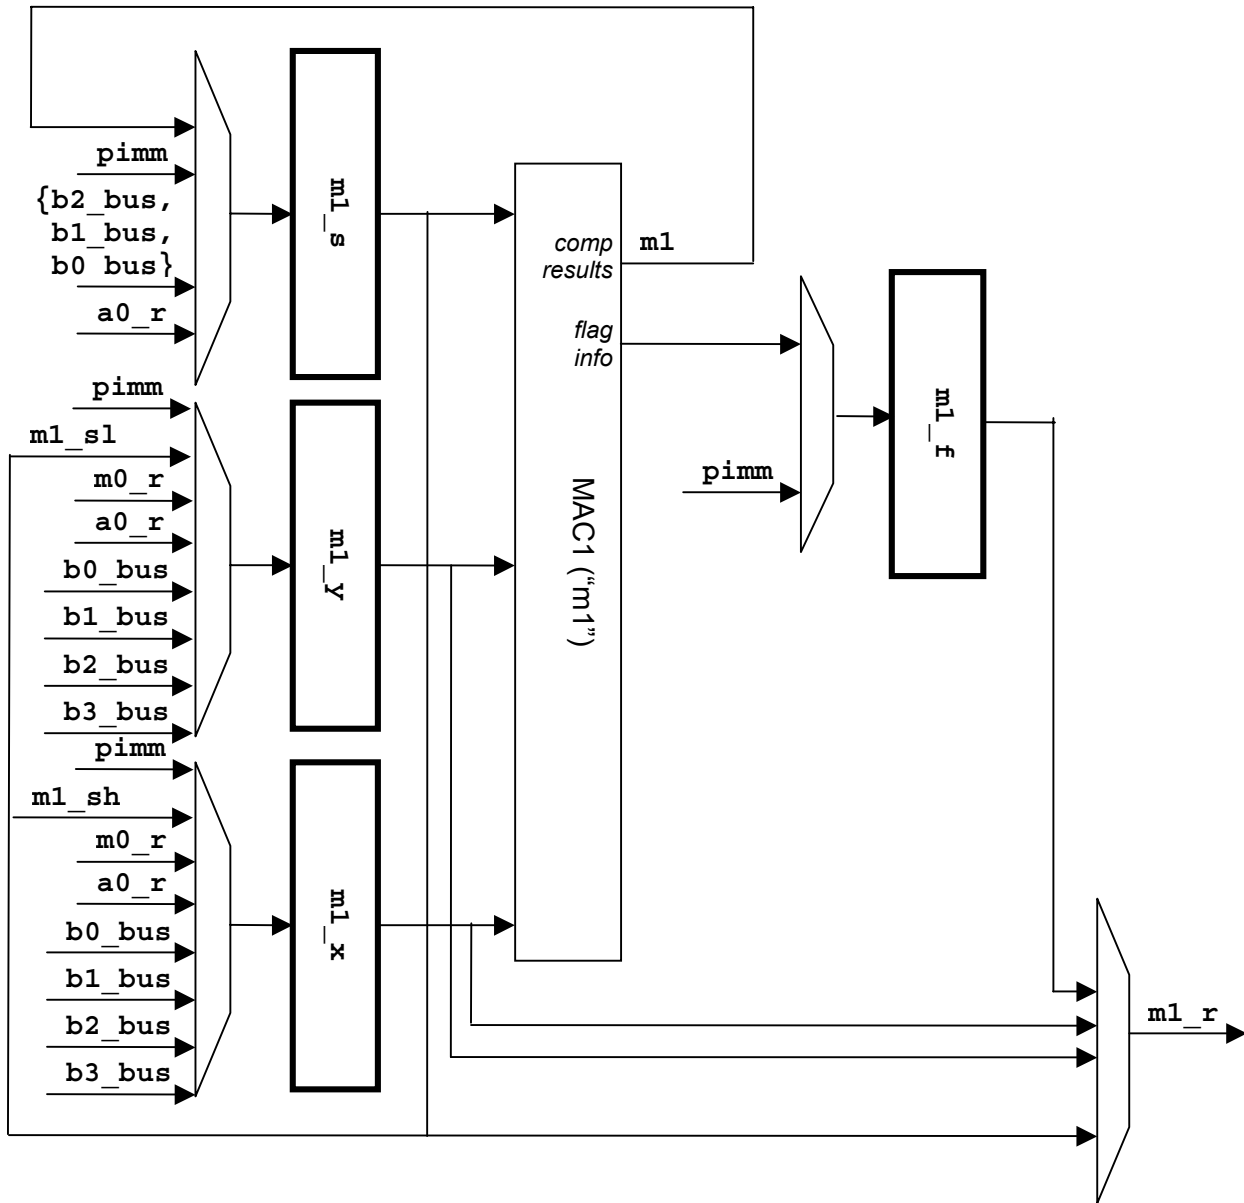 pimm
{b2_bus,
b1_bus,
b0_bus}
a0_r
m1_s
pimm
m1_sl
m0_r
a0_r
b0_bus
b1_bus
b2_bus
b3_bus
m1_y
pimm
m1_sh
m0_r
a0_r
b0_bus
b1_bus
b2_bus
b3_bus
m1_x
comp
results
flag
info
MAC1 (“m1”)
m1
pimm
m1_f
m1_r